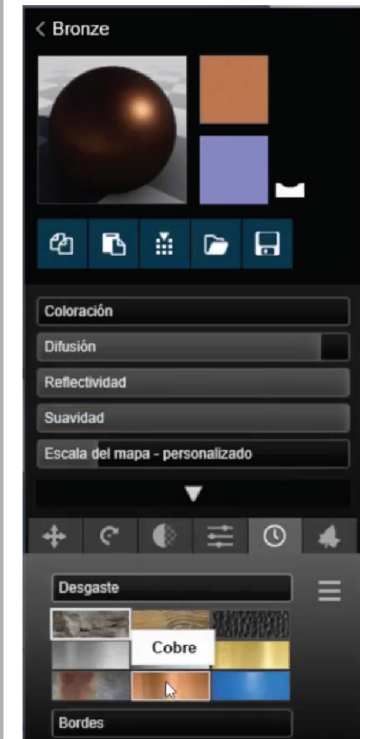 Bronze
Coloración
Difusión
Reflectividad
Suavidad
Escala del mapa - personalizado
Desgaste
Cobre
Bordes